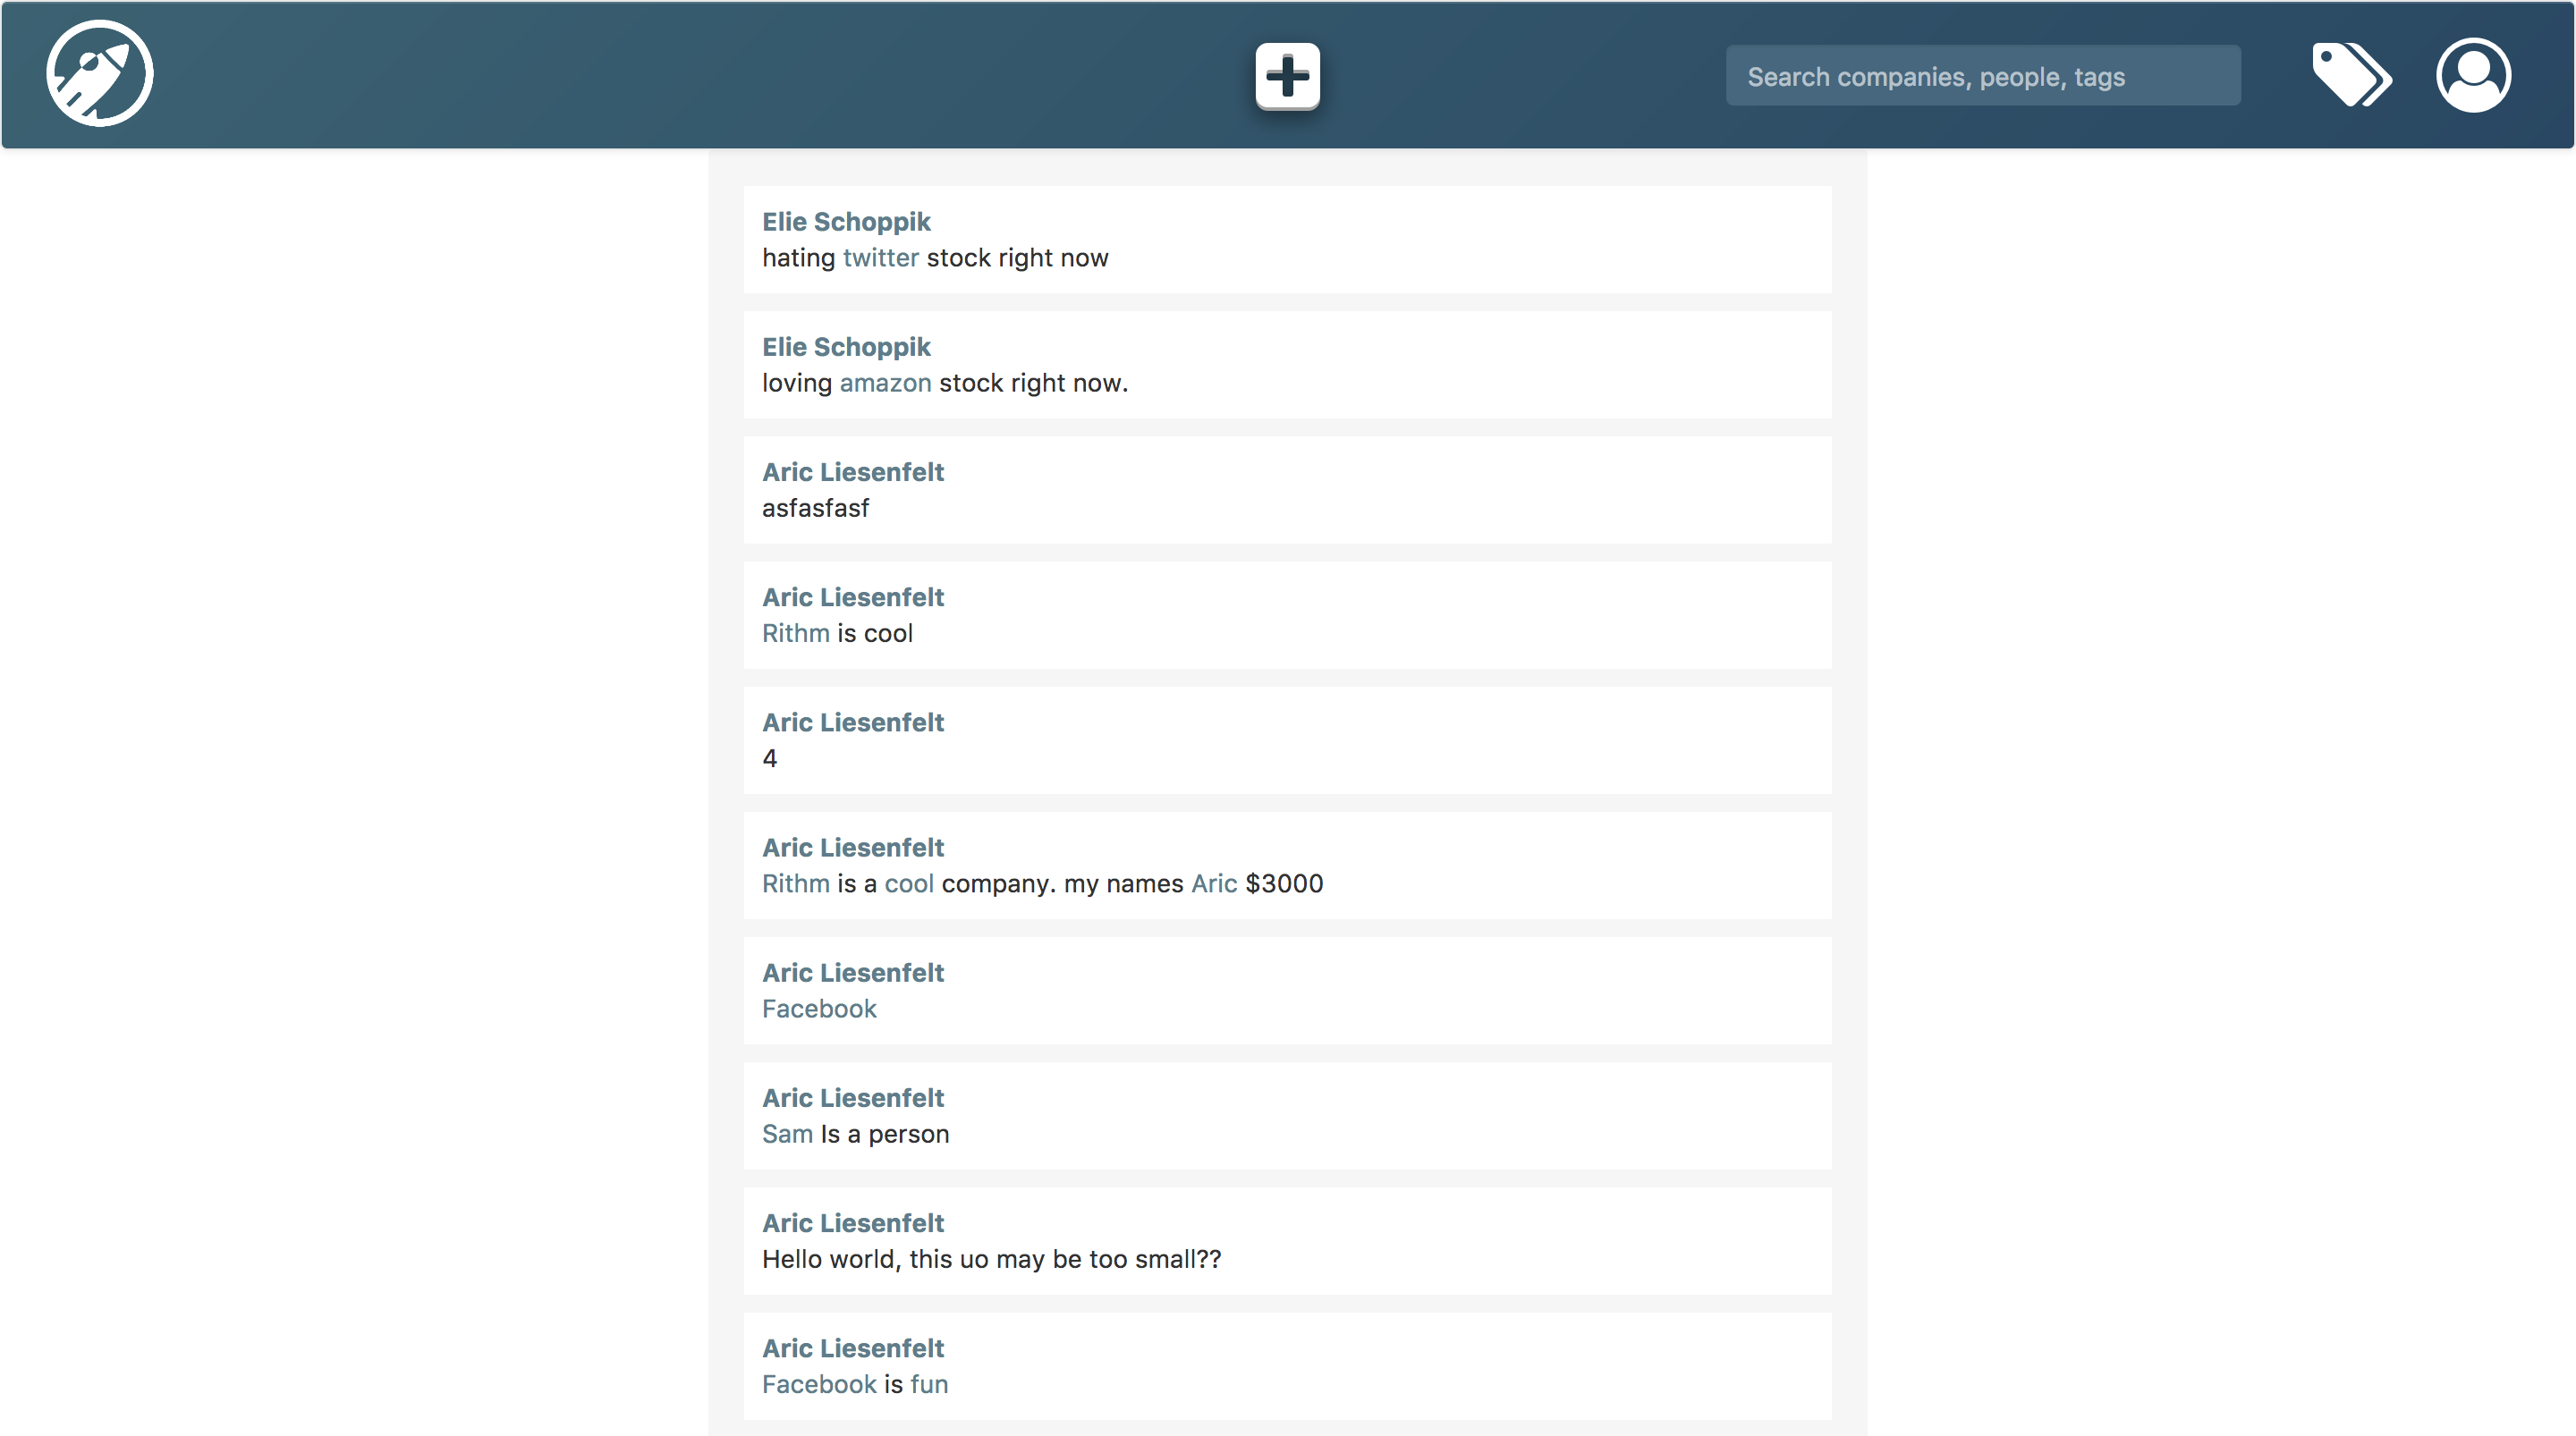 Search companies, people, tags
Elie Schoppik
hating twitter stock right now
Elie Schoppik
loving amazon stock right now.
Aric Liesenfelt
asfasfasf
Aric Liesenfelt
Rithm is cool
Aric Liesenfelt
4
Aric Liesenfelt
Rithm is a cool company. my names Aric $3000
Aric Liesenfelt
Facebook
Aric Liesenfelt
Sam Is a person
Aric Liesenfelt
Hello world, this uo may be too small??
Aric Liesenfelt
Facebook is fun